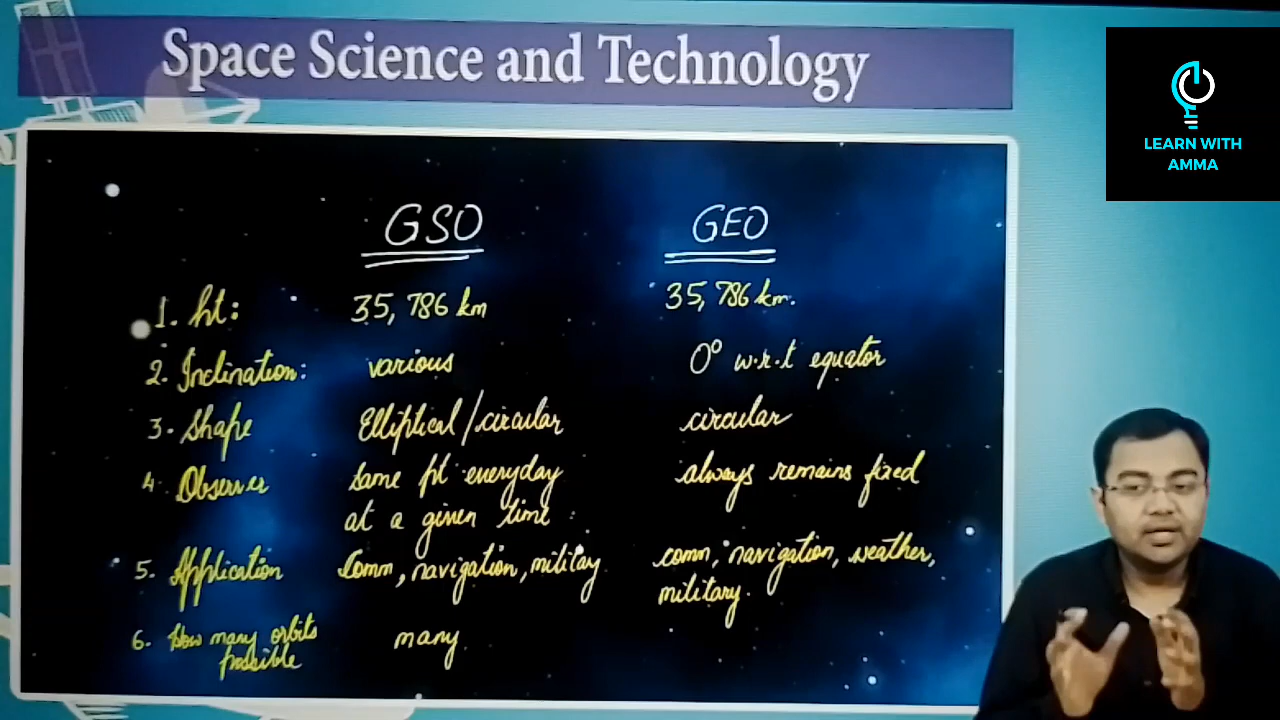 Space Science and Technology
LEARN WITH
AMMA
GSO GEO
1. ht: 35,786 km 35,786 km.
2. Inclination: various 0° w.r.t equator
3. Shape Elliptical/circular circular
4. Observer same pt everyday always remains fixed
at a given time
5. Application Comm, navigation, military comm, navigation, weather,
military.
6. How many orbits many
possible